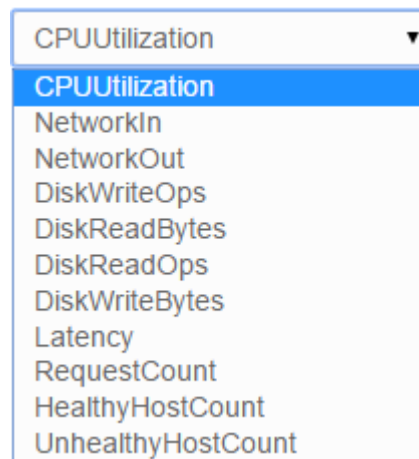 CPUUtilization
CPUUtilization
NetworkIn
NetworkOut
DiskWriteOps
DiskReadBytes
DiskReadOps
DiskWriteBytes
Latency
RequestCount
HealthyHostCount
UnhealthyHostCount